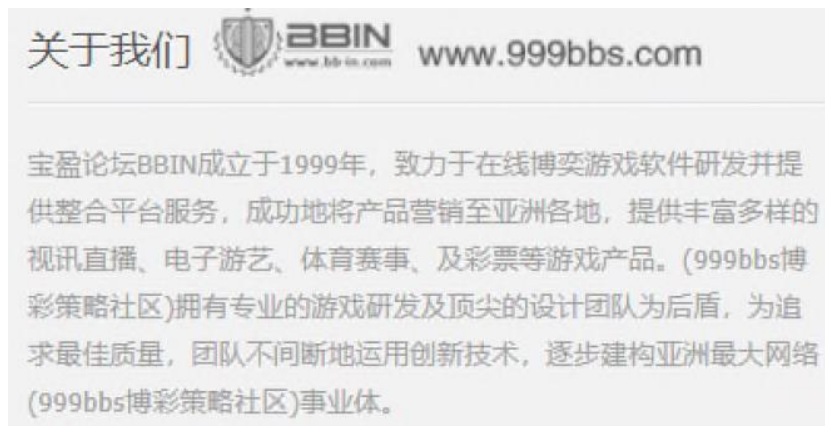 关于我们 BBIN www.bb-in.com www.999bbs.com
宝盈论坛BBIN成立于1999年，致力于在线博奕游戏软件研发并提
供整合平台服务，成功地将产品营销至亚洲各地，提供丰富多样的
视讯直播、电子游艺、体育赛事、及彩票等游戏产品。(999bbs博
彩策略社区)拥有专业的游戏研发及顶尖的设计团队为后盾，为追
求最佳质量，团队不间断地运用创新技术，逐步建构亚洲最大网络
(999bbs博彩策略社区)事业体。